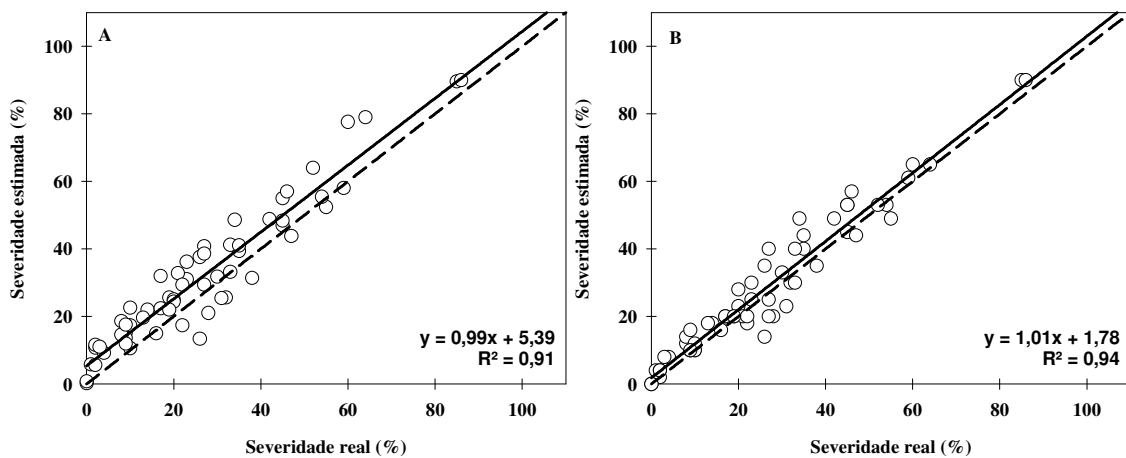 A
Severidade estimada (%)
100
80
60
40
20
0
y = 0,99x + 5,39
R² = 0,91
0 20 40 60 80 100
Severidade real (%)
B
Severidade estimada (%)
100
80
60
40
20
0
y = 1,01x + 1,78
R² = 0,94
0 20 40 60 80 100
Severidade real (%)